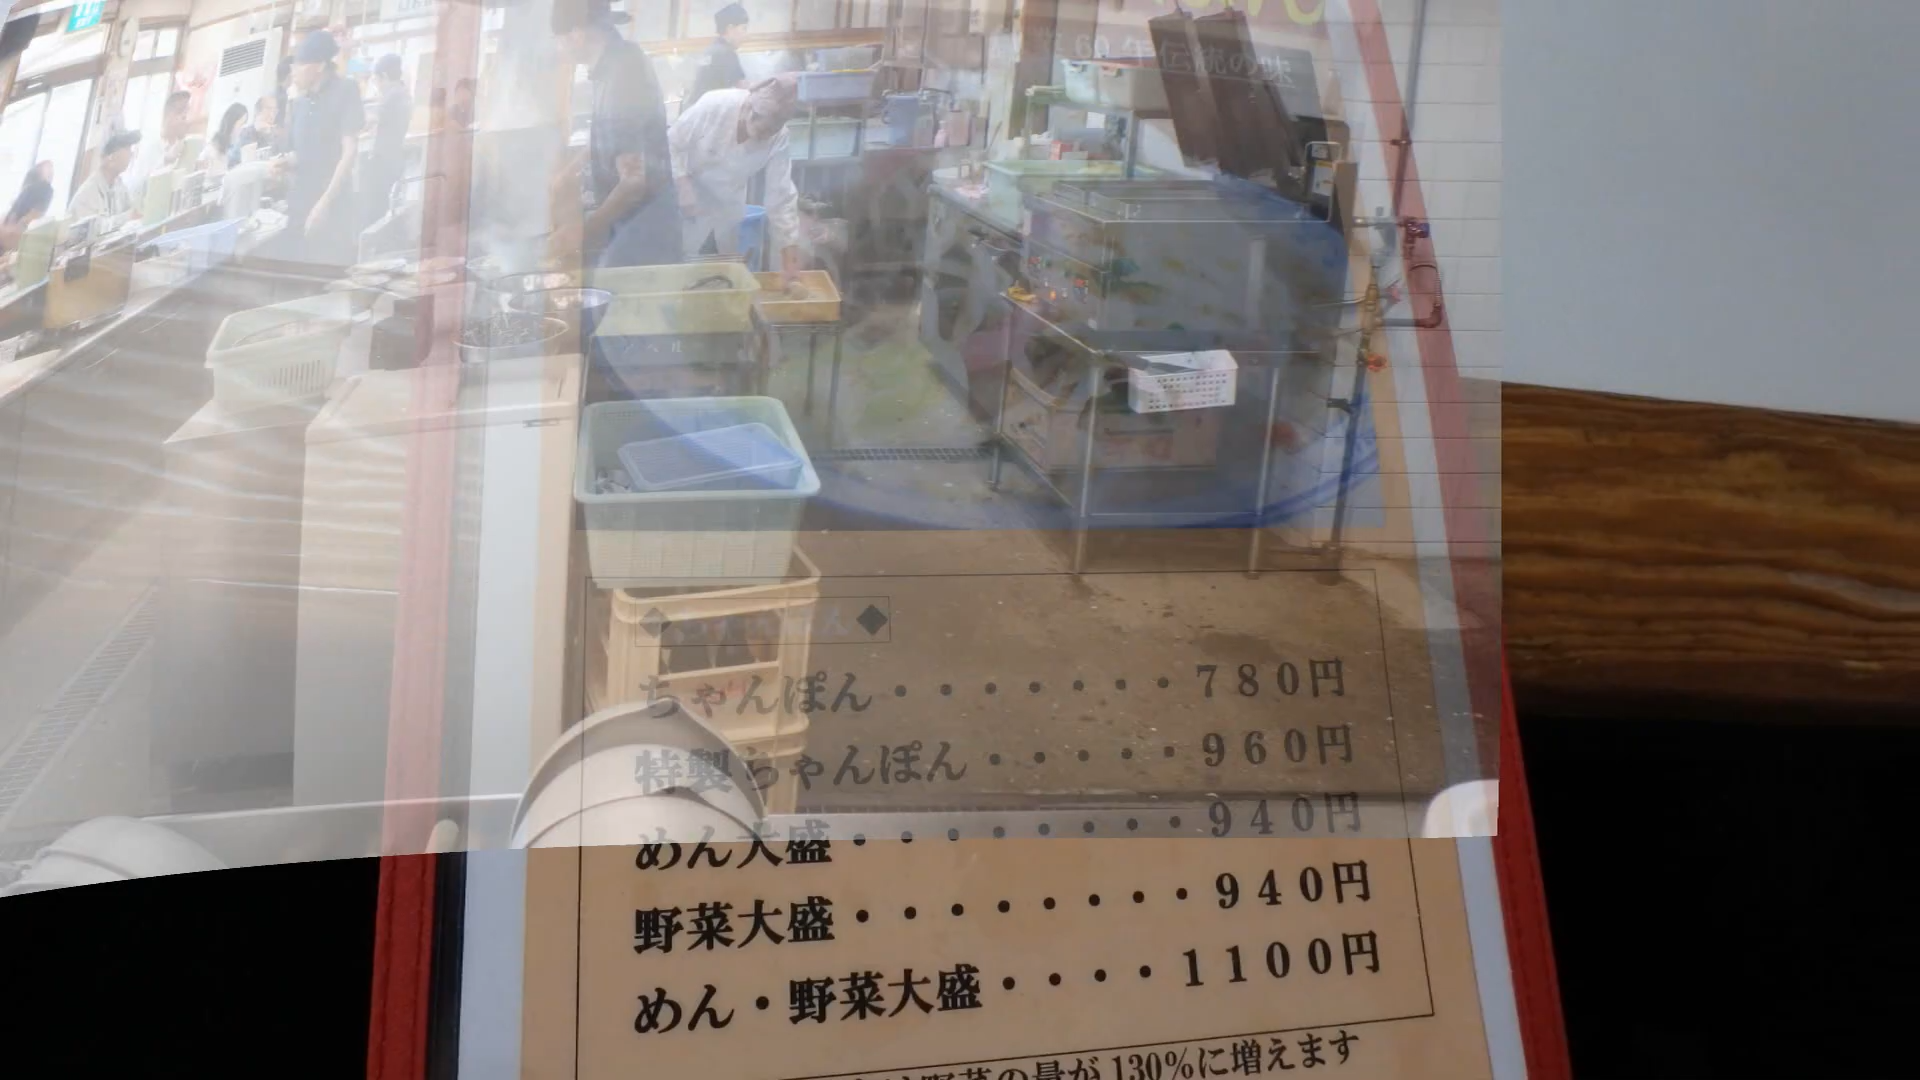 60年伝統の味
ちゃんぽん・・・・・・・780円
特製ちゃんぽん・・・・・960円
めん大盛・・・・・・・・940円
野菜大盛・・・・・・・・940円
めん・野菜大盛・・・・1100円
野菜の量が130%に増えます